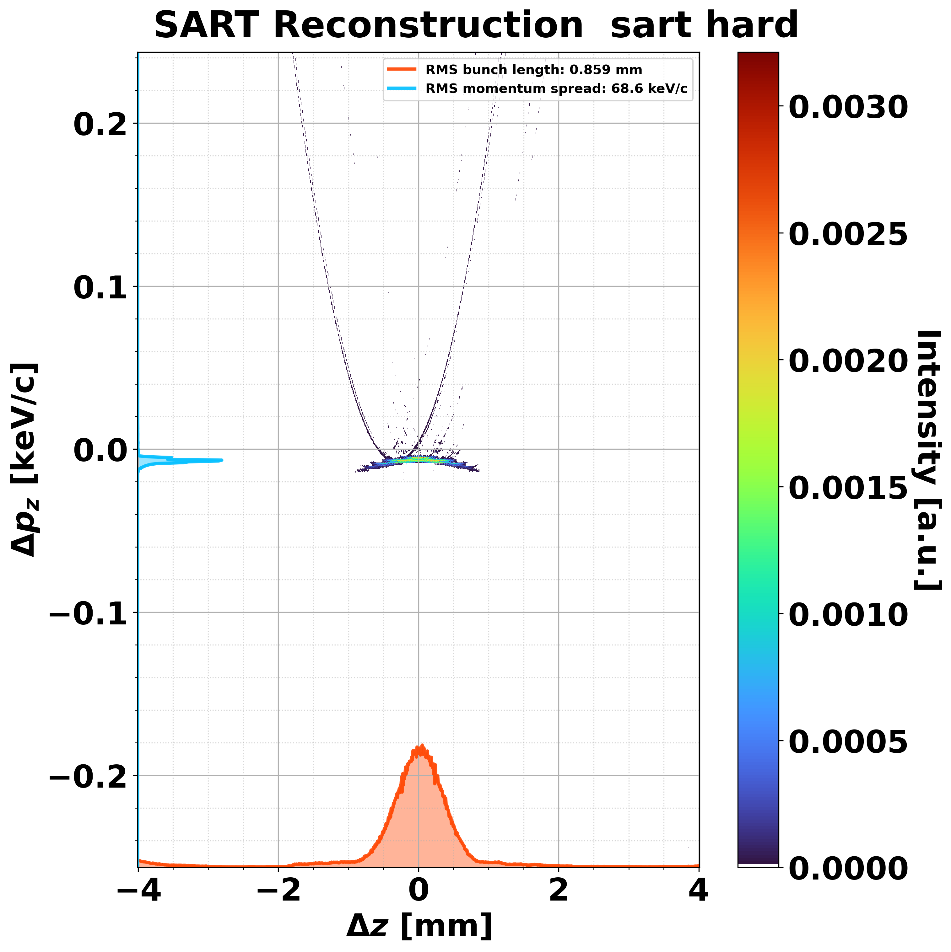 SART Reconstruction  sart hard
RMS bunch length: 0.859 mm
RMS momentum spread: 68.6 keV/c
0.2
0.1
0.0
−0.1
−0.2
Δp_z [keV/c]
−4
−2
0
2
4
Δz [mm]
0.0030
0.0025
0.0020
0.0015
0.0010
0.0005
0.0000
Intensity [a.u.]